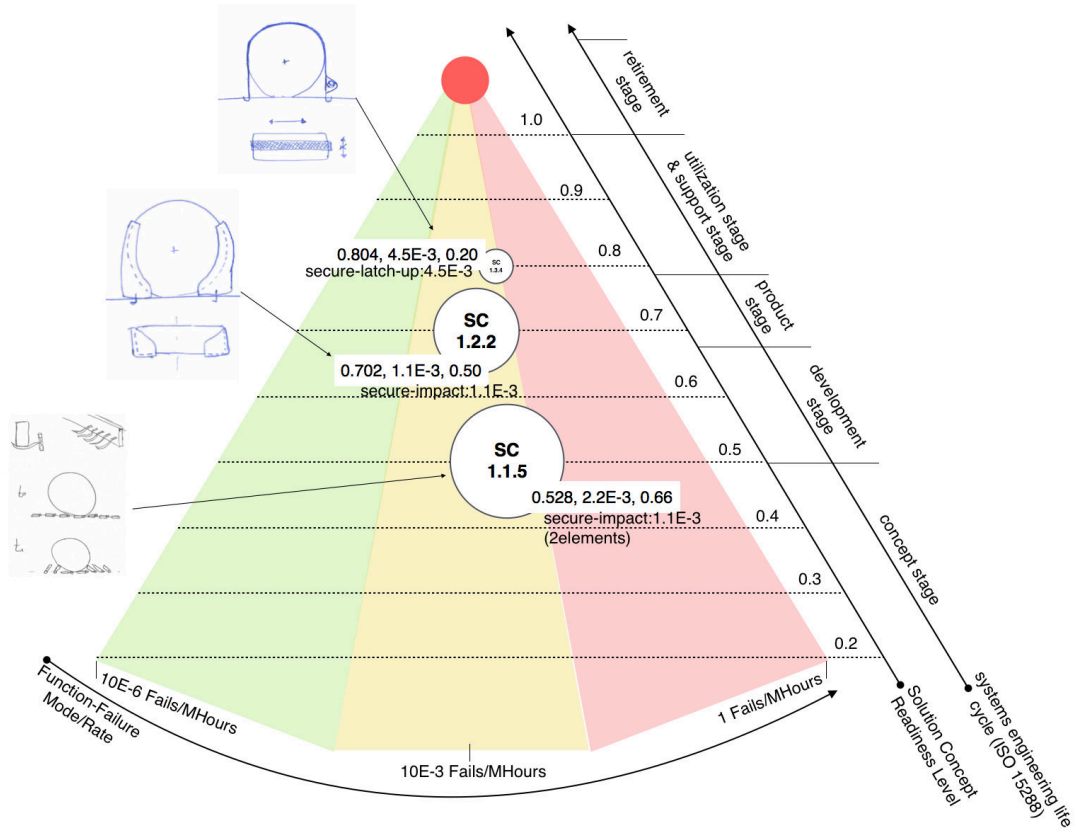 retirement
stage
1.0
utilization stage
& support stage
0.9
0.804, 4.5E-3, 0.20
secure-latch-up:4.5E-3
SC
1.3.4
0.8
product
stage
SC
1.2.2
0.7
0.702, 1.1E-3, 0.50
secure-impact:1.1E-3
0.6
development
stage
SC
1.1.5
0.5
0.528, 2.2E-3, 0.66
secure-impact:1.1E-3
(2elements)
0.4
concept stage
0.3
0.2
Function-Failure
Mode/Rate
10E-6 Fails/MHours
10E-3 Fails/MHours
1 Fails/MHours
Solution Concept
Readiness Level
systems engineering life
cycle (ISO 15288)